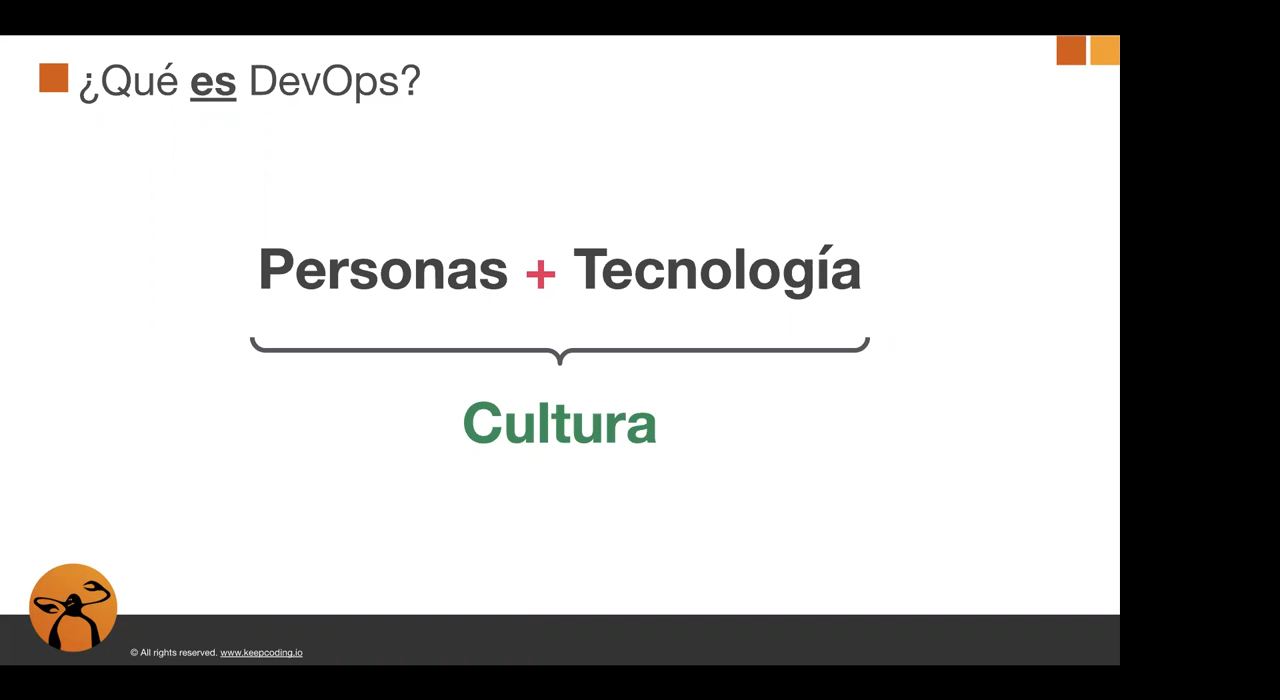 ¿Qué es DevOps?
Personas + Tecnología
Cultura
© All rights reserved. www.keepcoding.io